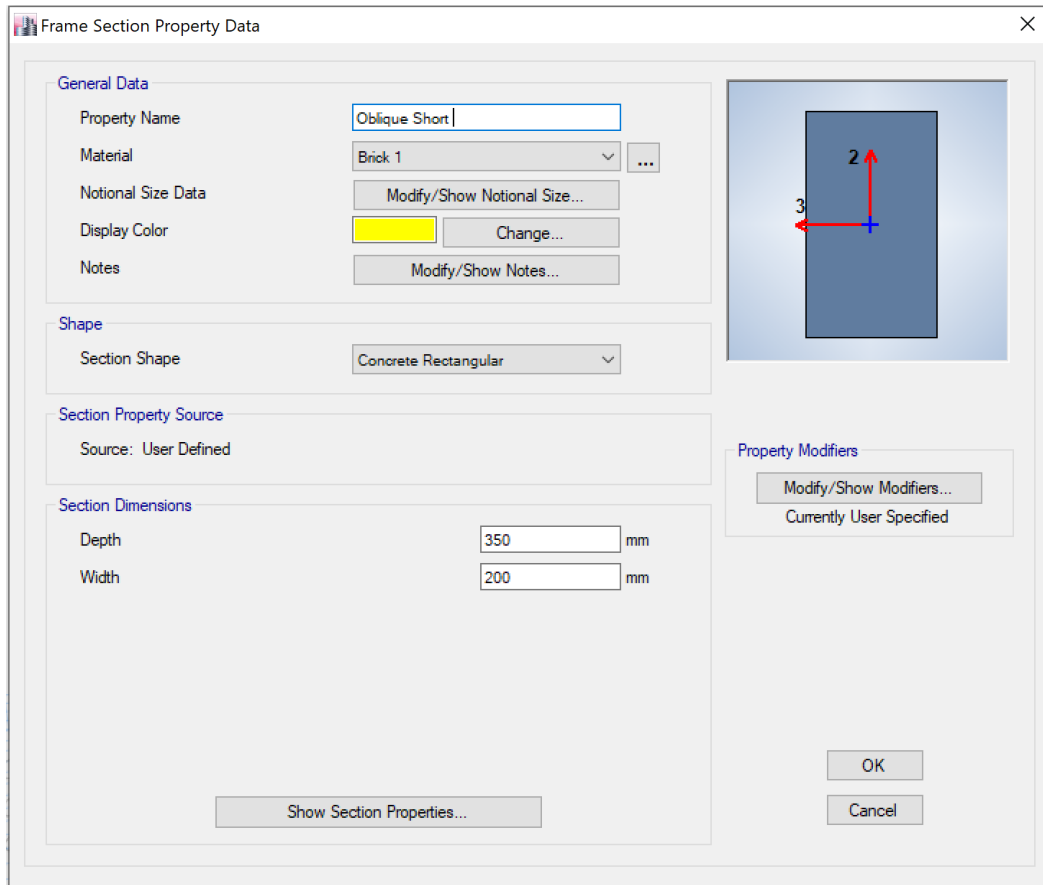 Frame Section Property Data
General Data
Property Name Oblique Short
Material Brick 1 ...
Notional Size Data Modify/Show Notional Size...
Display Color Change...
Notes Modify/Show Notes...
2
3
Shape
Section Shape Concrete Rectangular
Section Property Source
Source: User Defined
Property Modifiers
Modify/Show Modifiers...
Currently User Specified
Section Dimensions
Depth 350 mm
Width 200 mm
Show Section Properties...
OK
Cancel